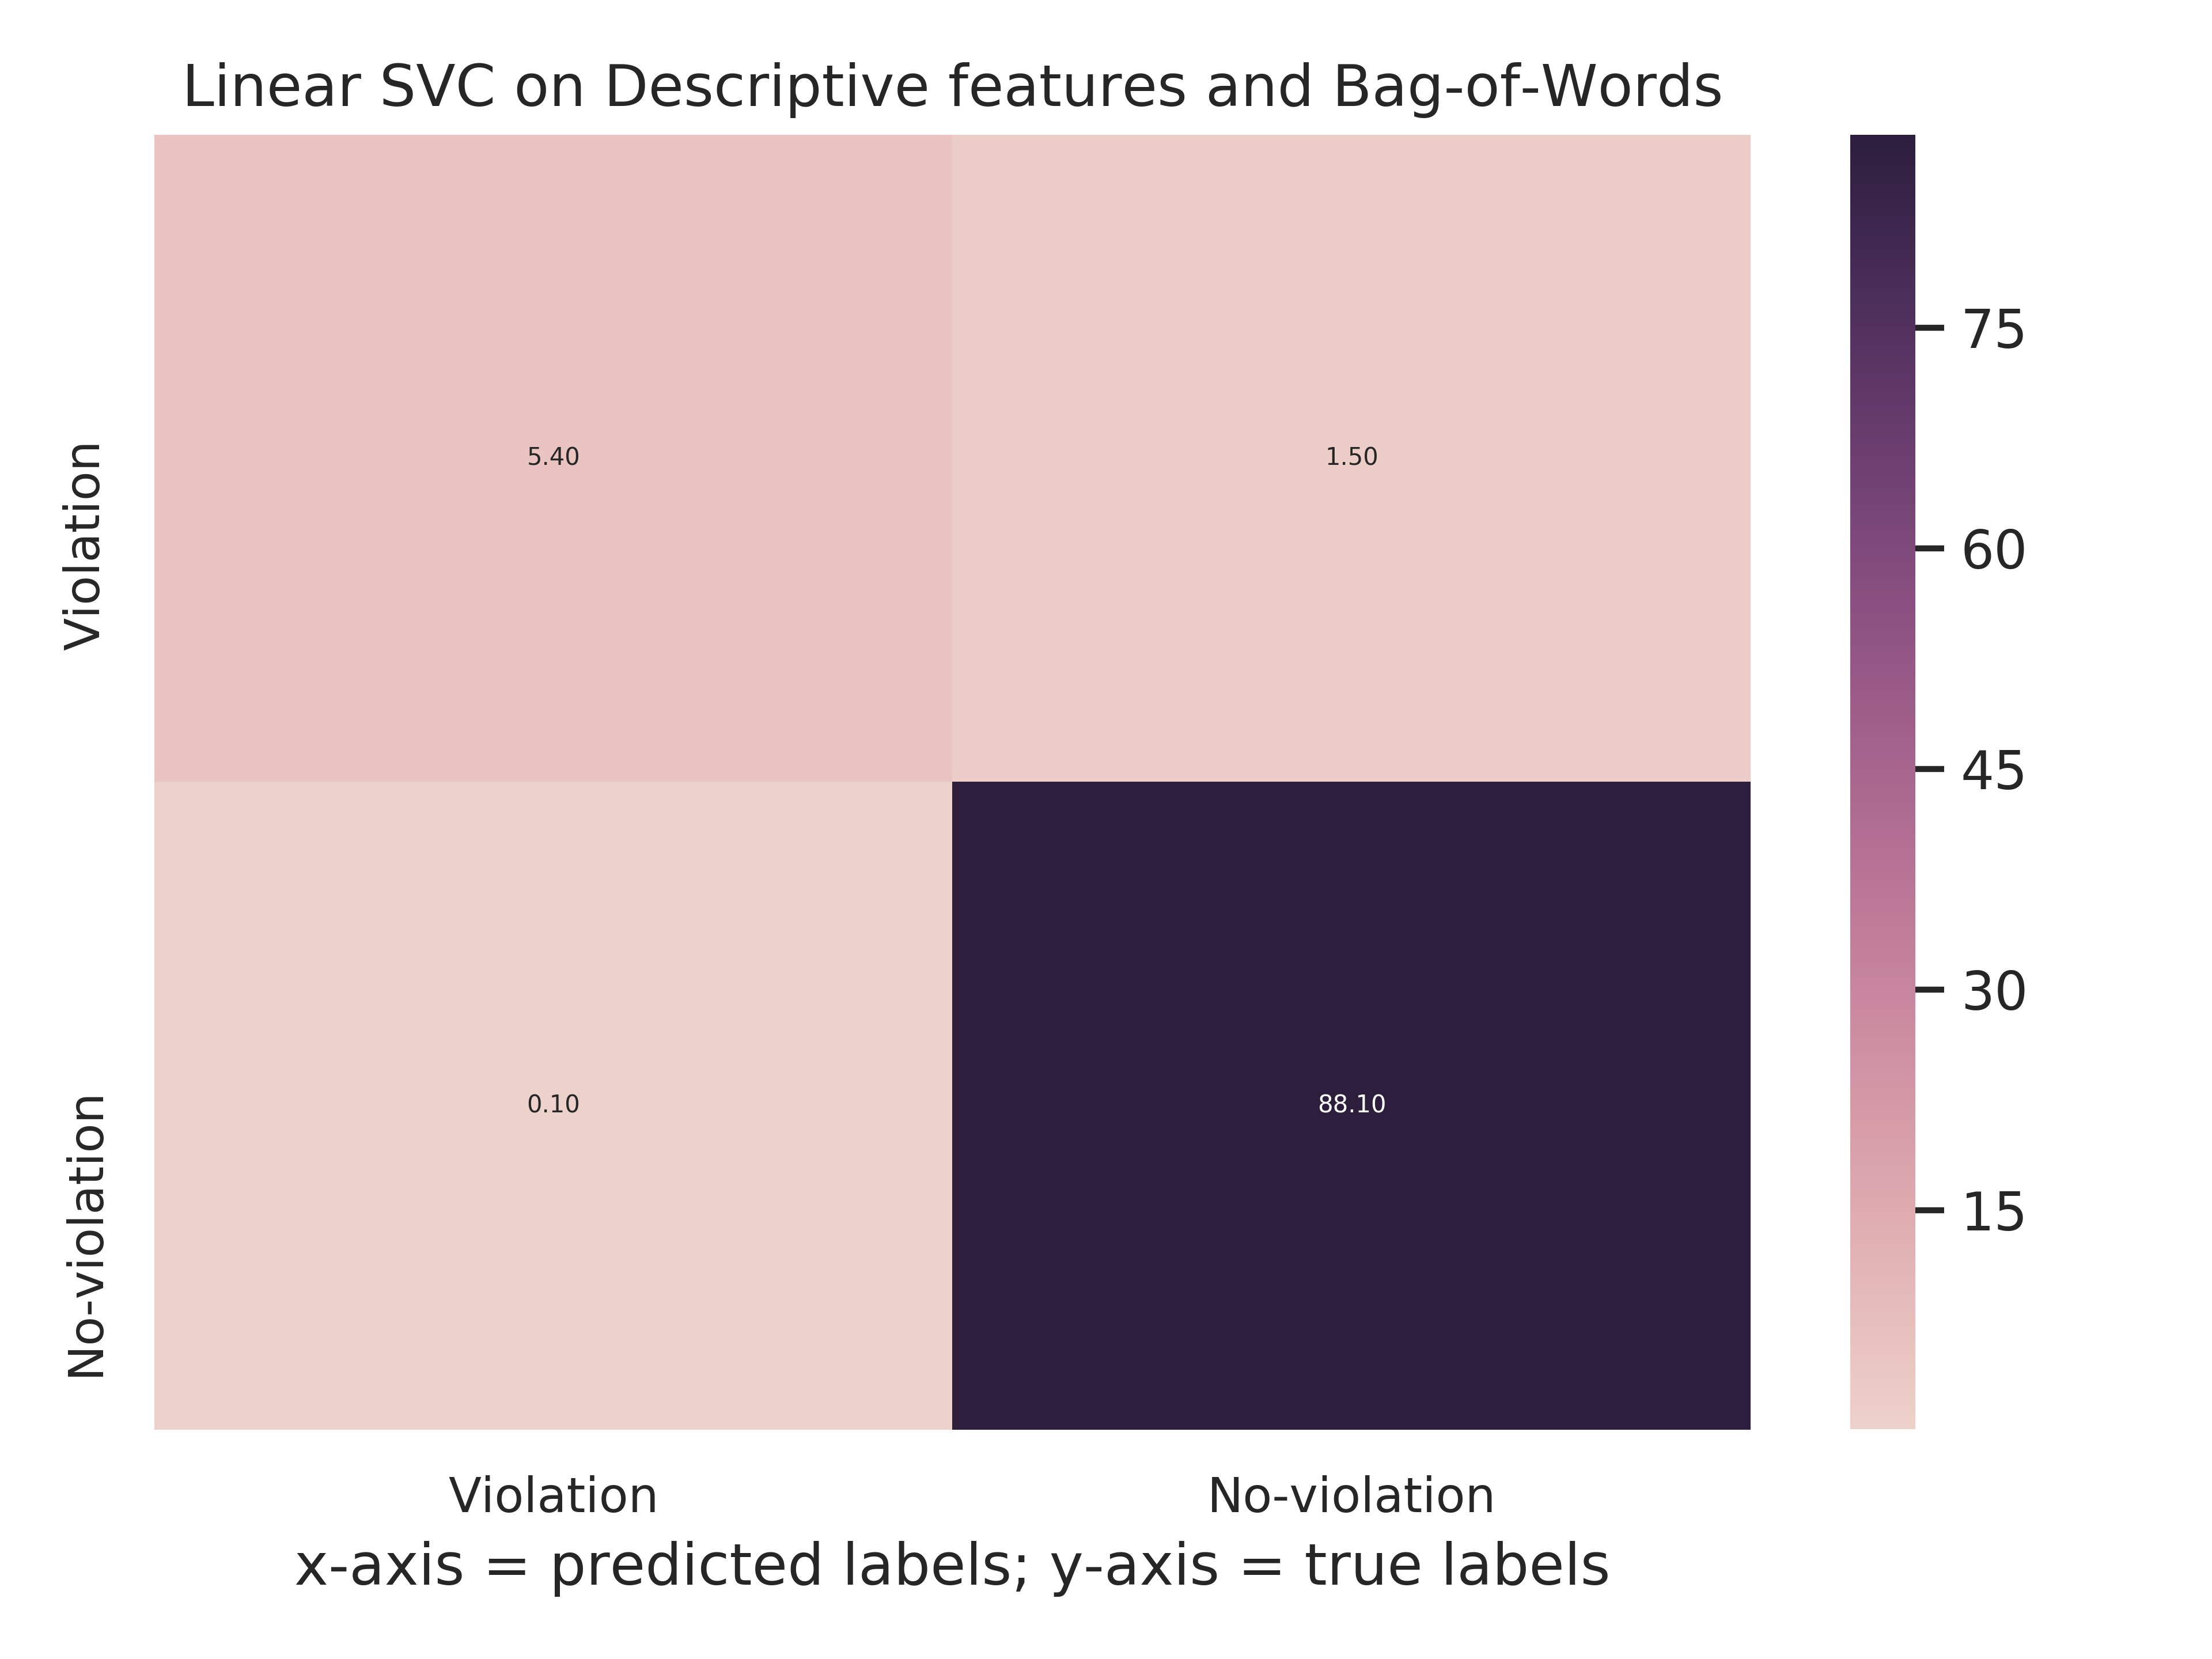 Linear SVC on Descriptive features and Bag-of-Words
Violation
5.40
1.50
75
60
45
30
15
No-violation
0.10
88.10
Violation
No-violation
x-axis = predicted labels; y-axis = true labels